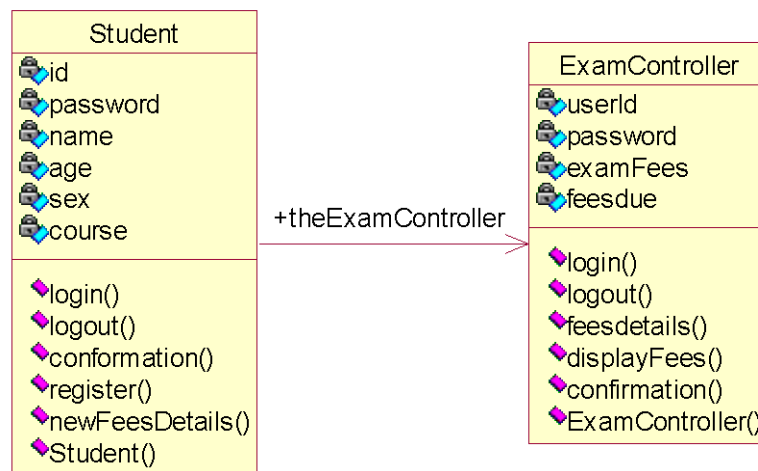 Student
id
password
name
age
sex
course
login()
logout()
conformation()
register()
newFeesDetails()
Student()
+theExamController
ExamController
userId
password
examFees
feesdue
login()
logout()
feesdetails()
displayFees()
confirmation()
ExamController()